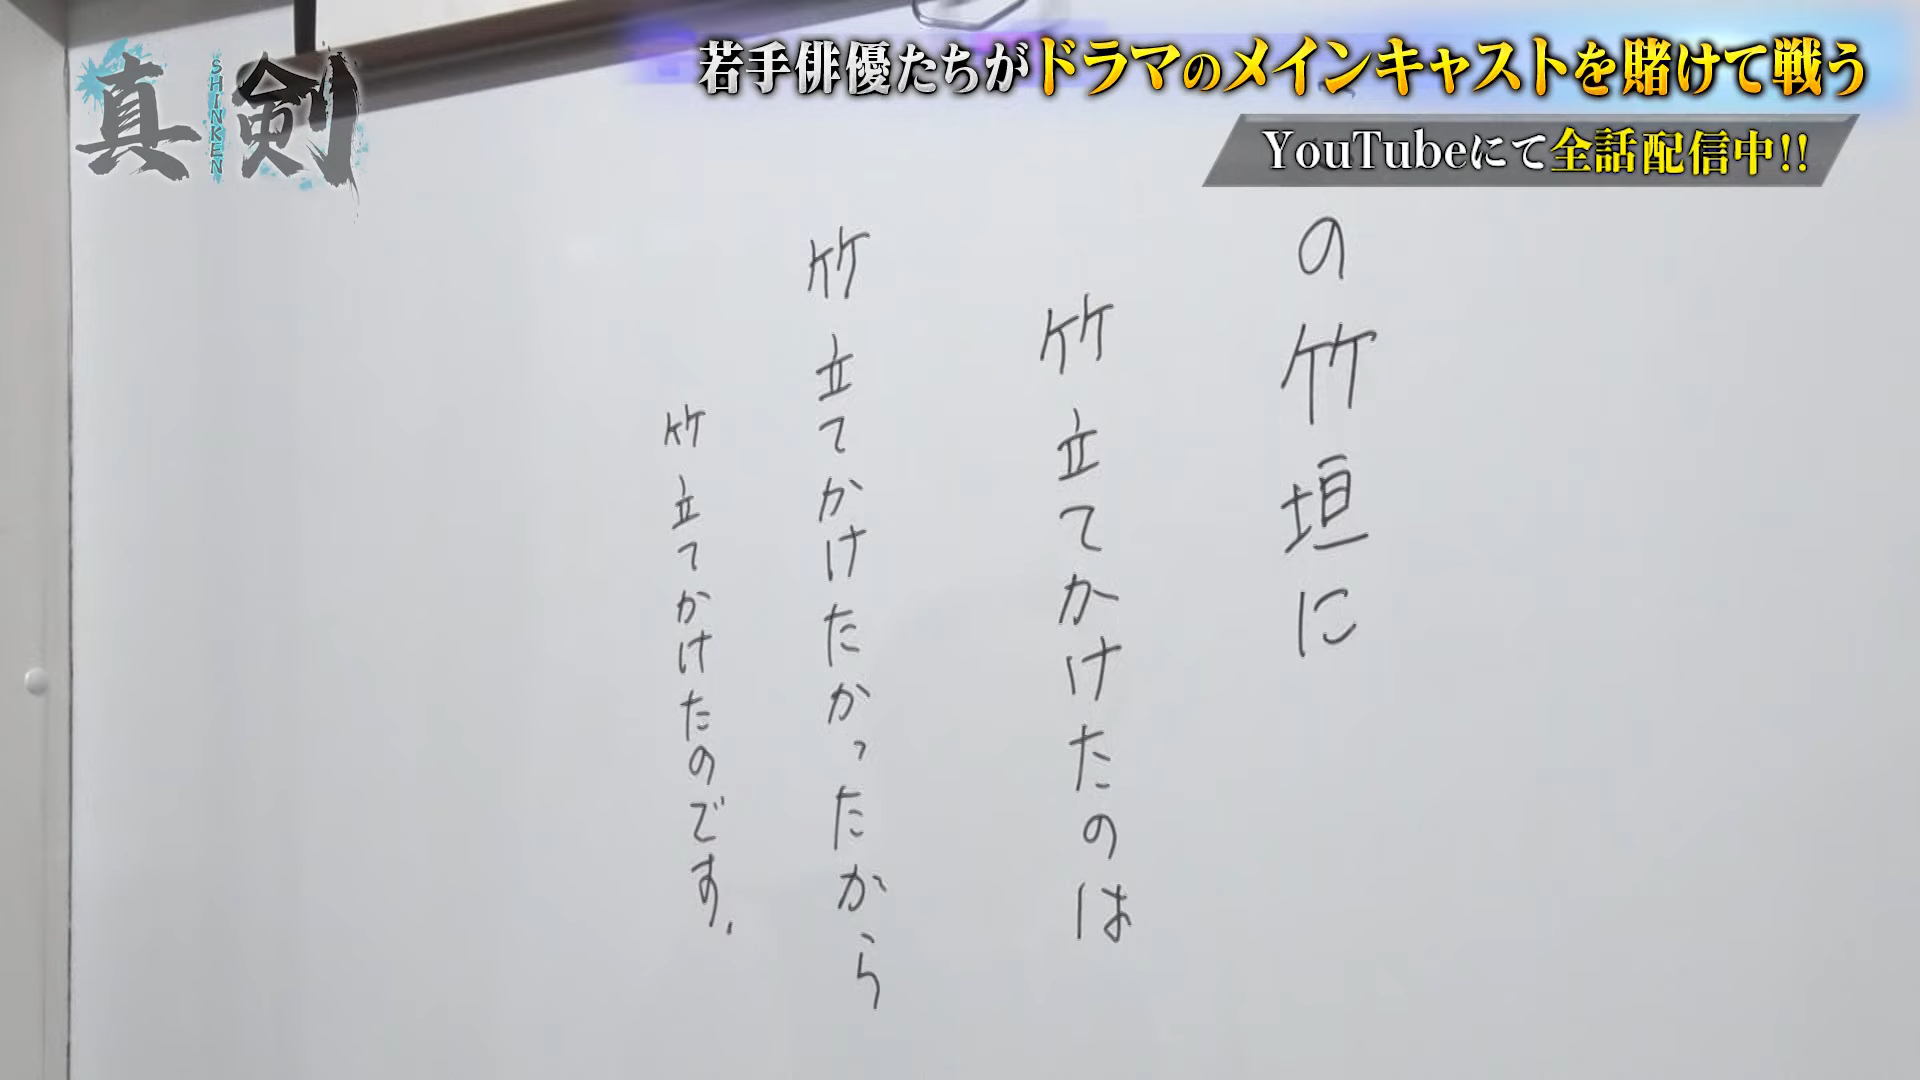 真剣
SHINKEN
若手俳優たちがドラマのメインキャストを賭けて戦う
YouTubeにて全話配信中!!
の竹垣に
竹立てかけたのは
竹立てかけたかったから
竹立てかけたのです.